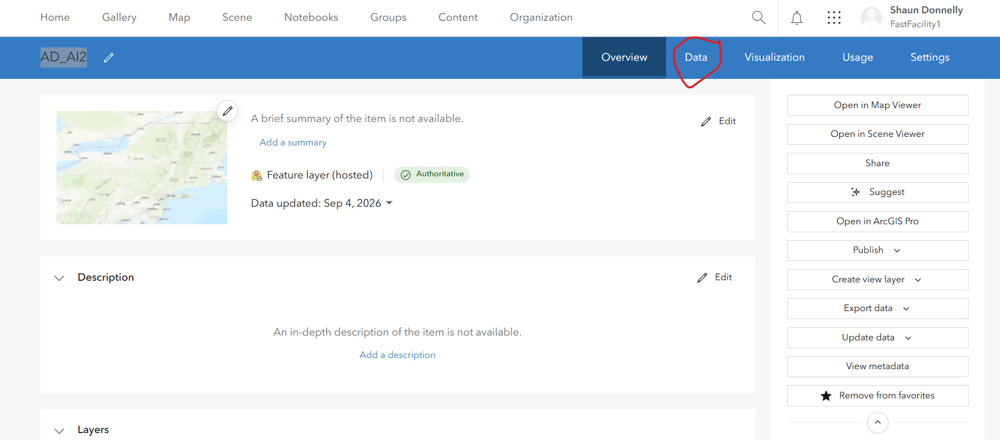 Home Gallery Map Scene Notebooks Groups Content Organization
Shaun Donnelly
FastFacility1
AD_AI2
Overview Data Visualization Usage Settings
A brief summary of the item is not available.
Edit
Add a summary
Feature layer (hosted)
Authoritative
Data updated: Sep 4, 2026
Description
Edit
An in-depth description of the item is not available.
Add a description
Layers
Open in Map Viewer
Open in Scene Viewer
Share
Suggest
Open in ArcGIS Pro
Publish
Create view layer
Export data
Update data
View metadata
Remove from favorites